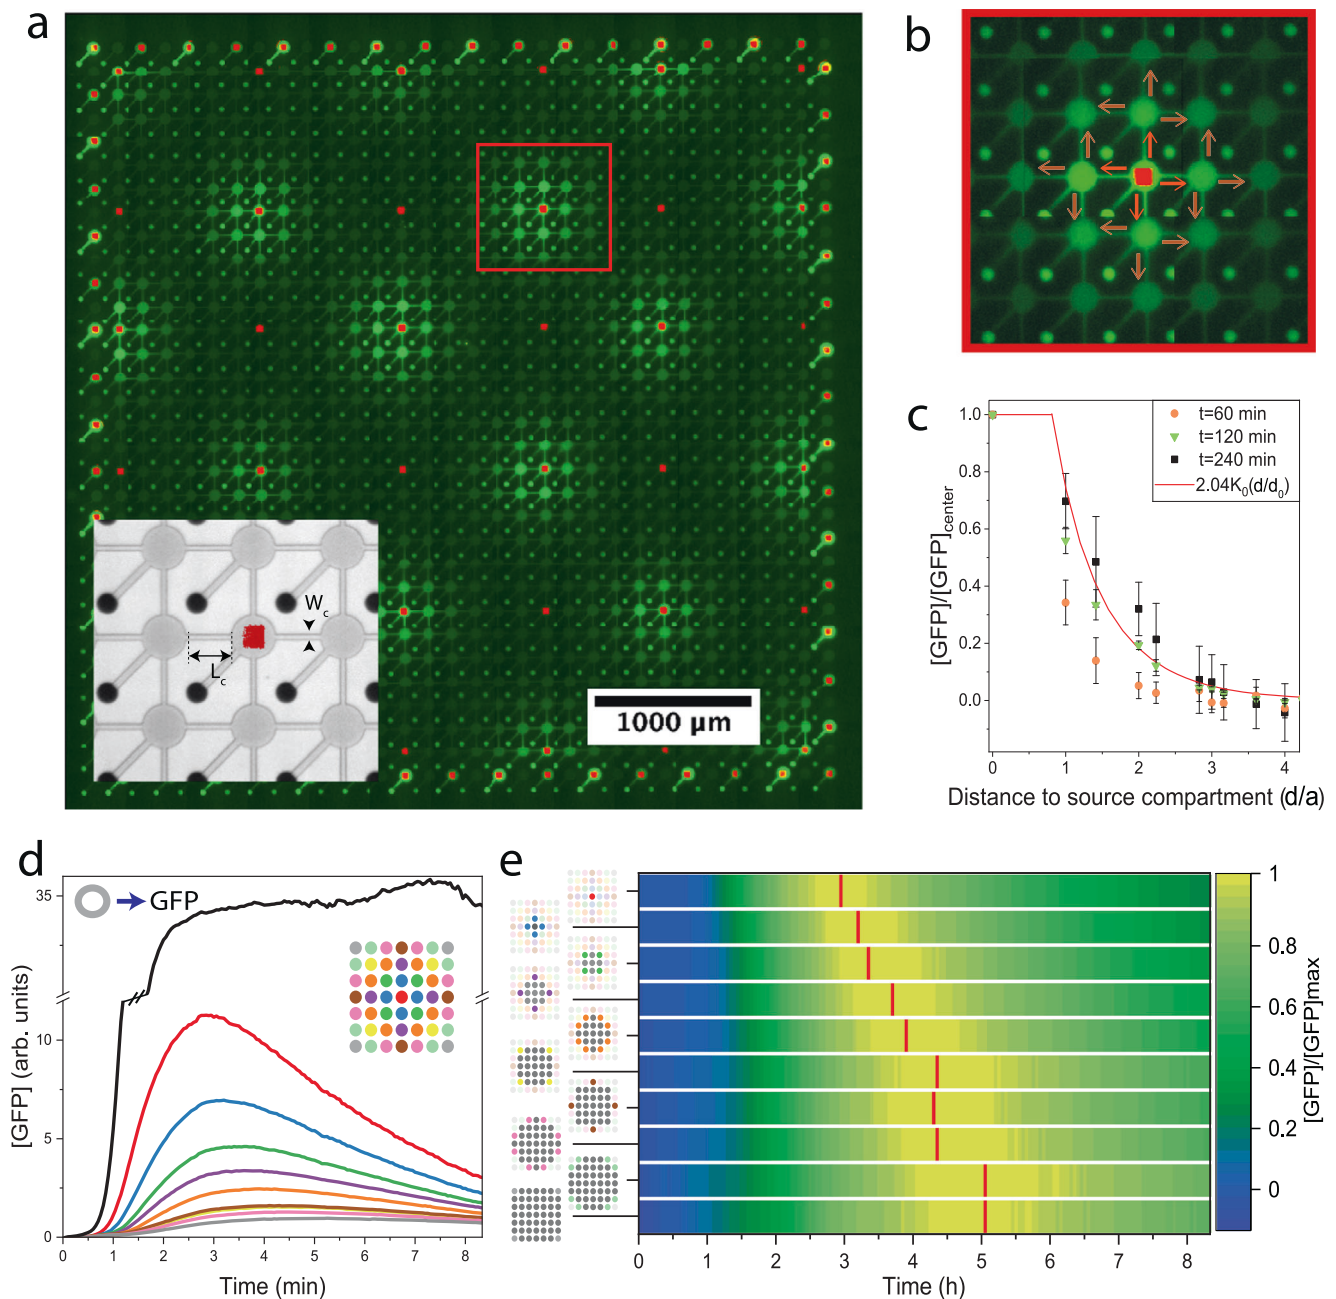 a
W_c
L_c
1000 µm
b
c
[GFP]/[GFP]center
1.0
0.8
0.6
0.4
0.2
0.0
t=60 min
t=120 min
t=240 min
2.04K₀(d/d₀)
0 1 2 3 4
Distance to source compartment (d/a)
d
GFP
[GFP] (arb. units)
35
10
5
0
0 1 2 3 4 5 6 7 8
Time (min)
e
0 1 2 3 4 5 6 7 8
Time (h)
1
0.8
0.6
0.4
0.2
0
[GFP]/[GFP]max